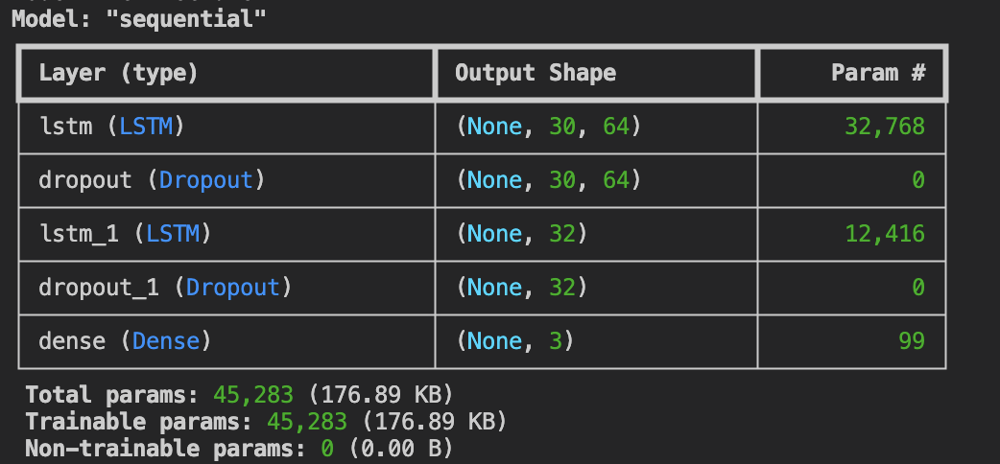 Model: "sequential"
Layer (type) Output Shape Param #
lstm (LSTM) (None, 30, 64) 32,768
dropout (Dropout) (None, 30, 64) 0
lstm_1 (LSTM) (None, 32) 12,416
dropout_1 (Dropout) (None, 32) 0
dense (Dense) (None, 3) 99
Total params: 45,283 (176.89 KB)
Trainable params: 45,283 (176.89 KB)
Non-trainable params: 0 (0.00 B)